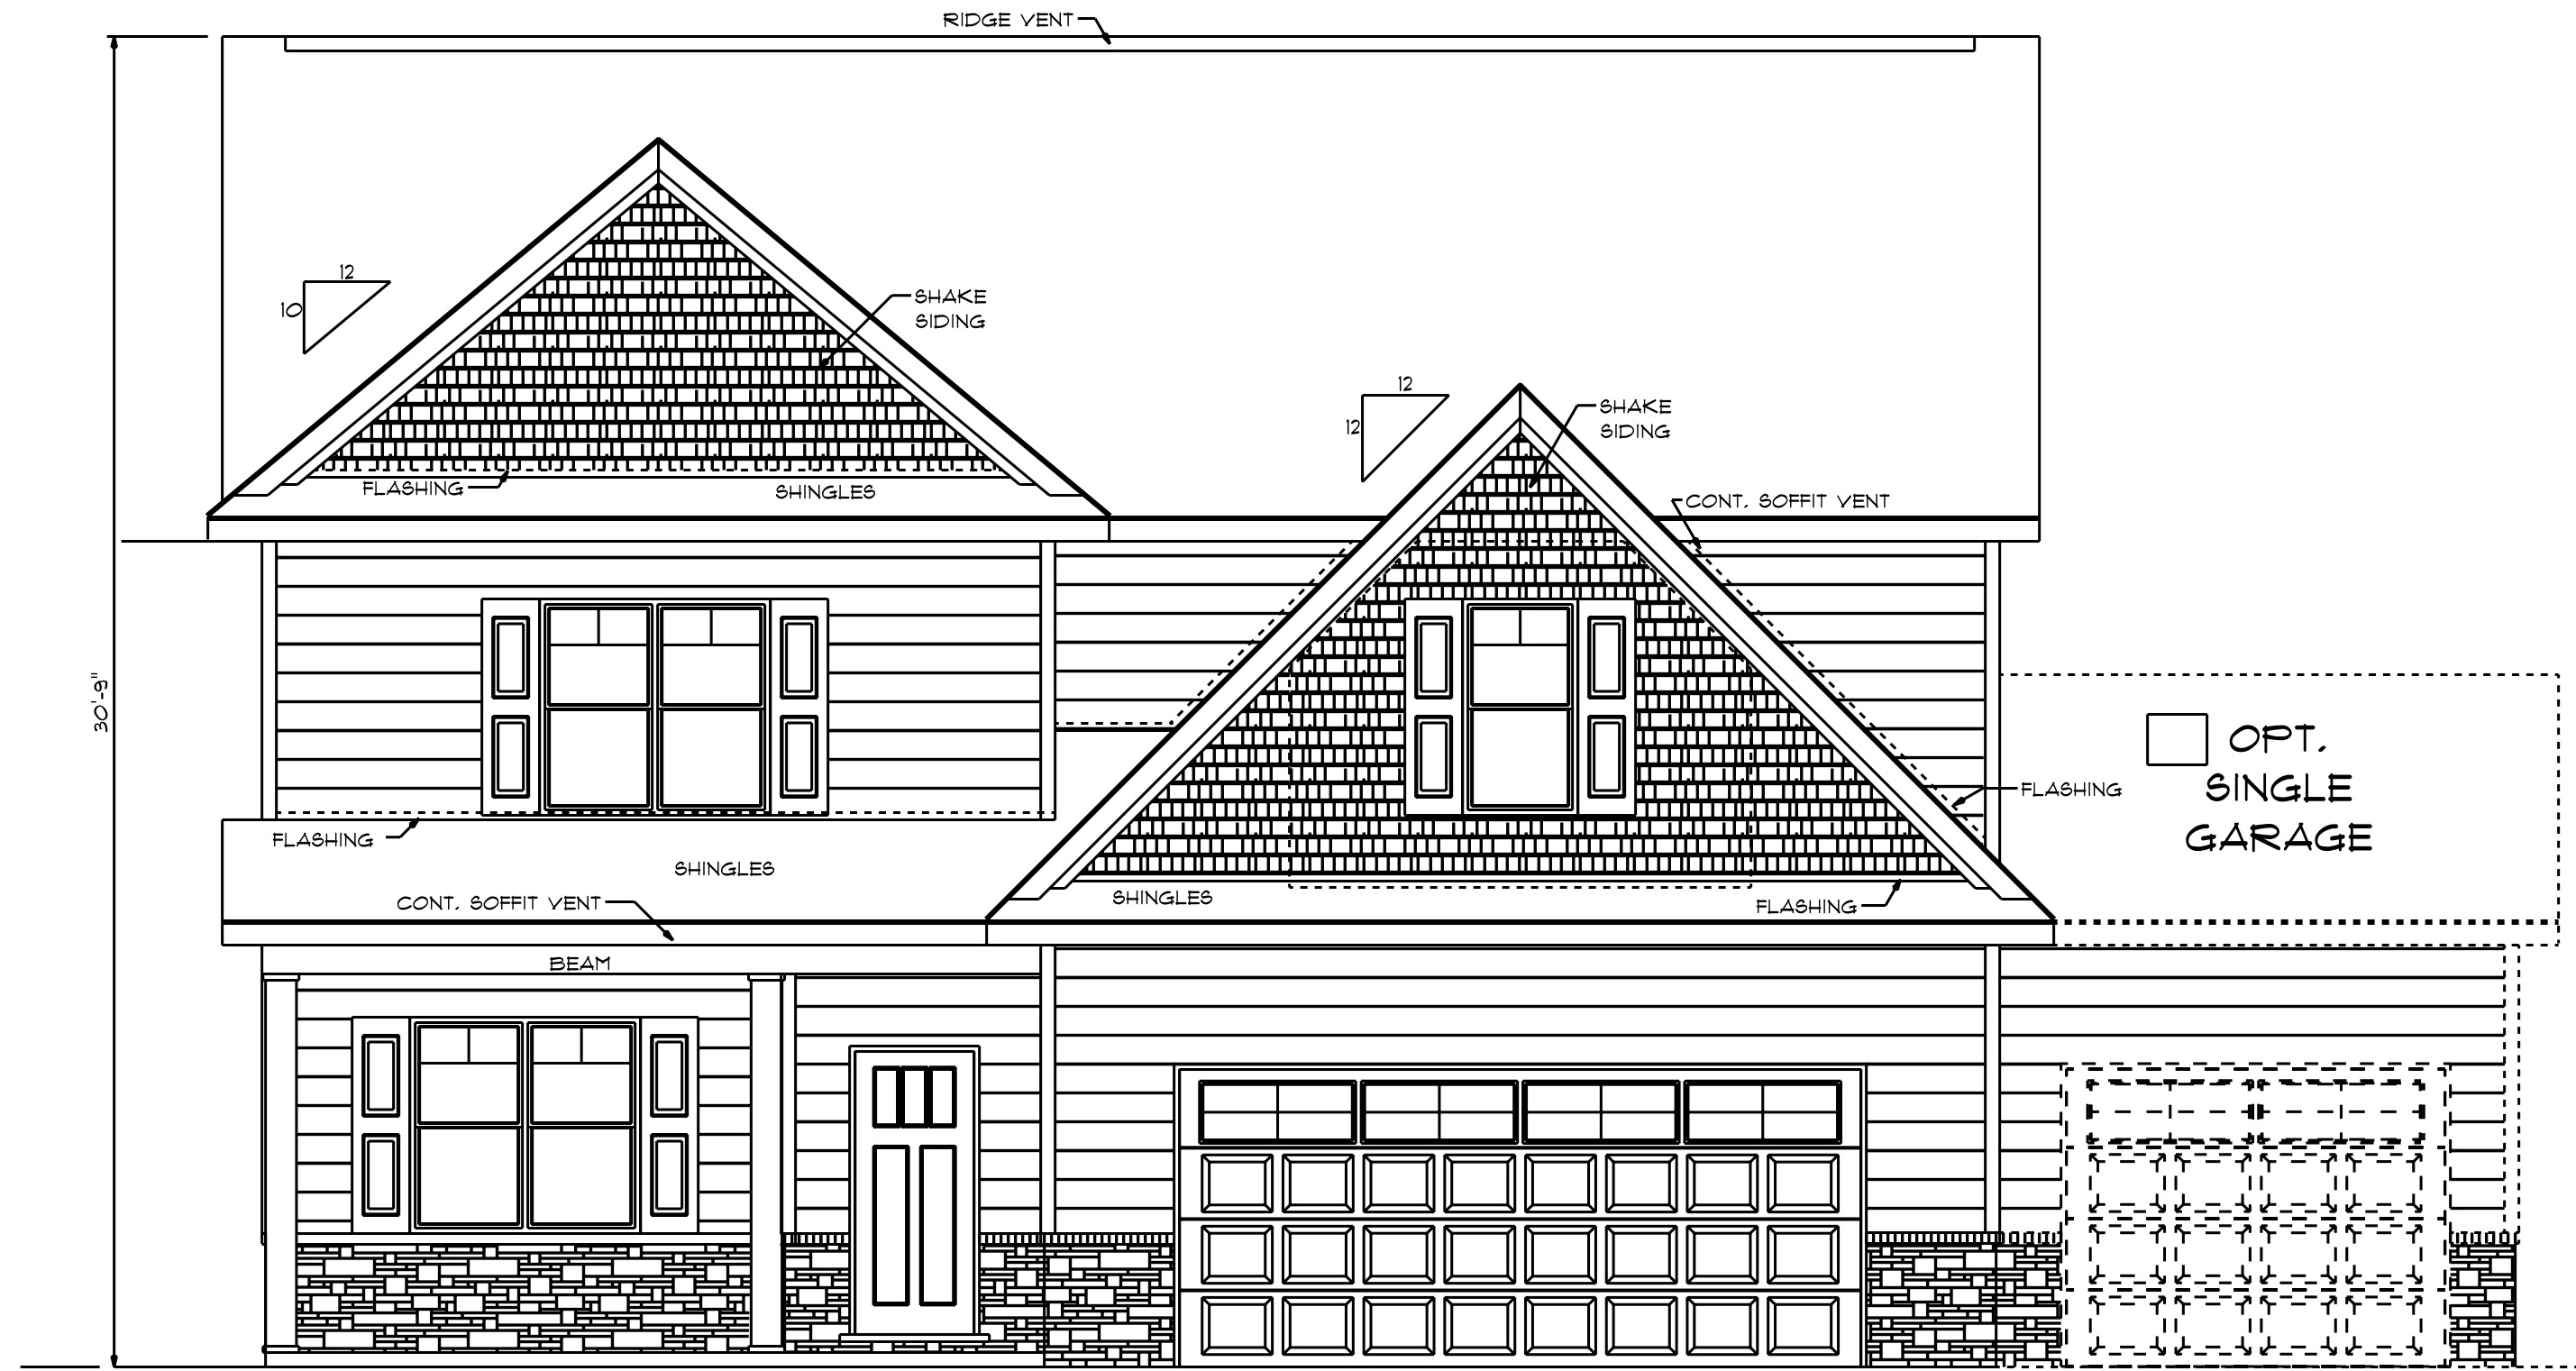 RIDGE VENT
12
10
SHAKE
SIDING
12
12
SHAKE
SIDING
FLASHING
SHINGLES
CONT. SOFFIT VENT
30'-9"
OPT.
SINGLE
GARAGE
FLASHING
FLASHING
SHINGLES
CONT. SOFFIT VENT
SHINGLES
FLASHING
BEAM